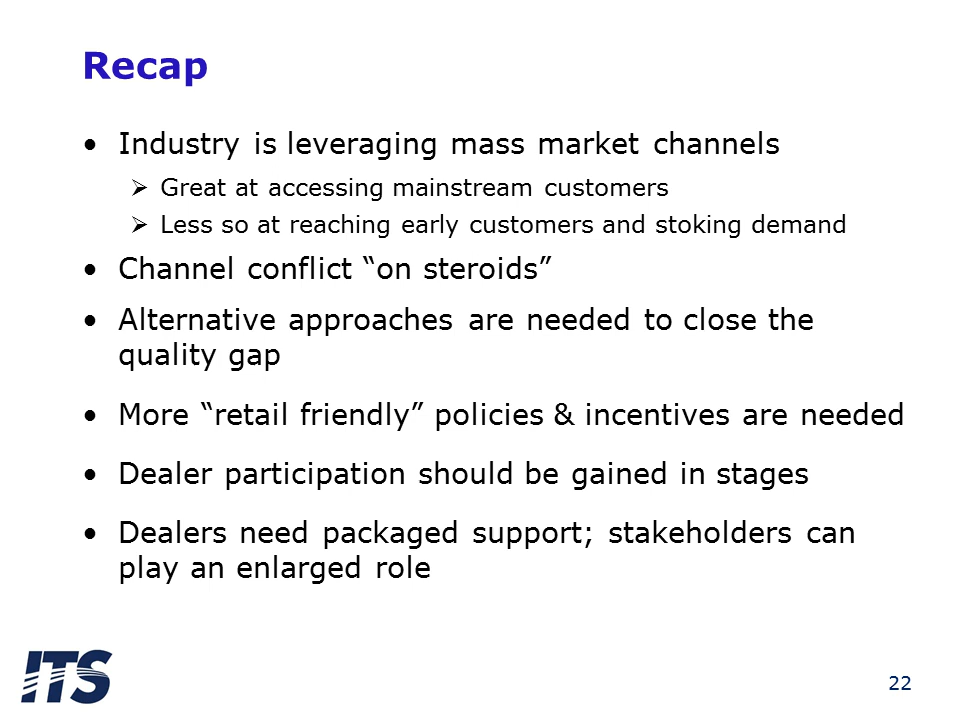 Recap
• Industry is leveraging mass market channels
➢ Great at accessing mainstream customers
➢ Less so at reaching early customers and stoking demand
• Channel conflict “on steroids”
• Alternative approaches are needed to close the
quality gap
• More “retail friendly” policies & incentives are needed
• Dealer participation should be gained in stages
• Dealers need packaged support; stakeholders can
play an enlarged role
ITS
22